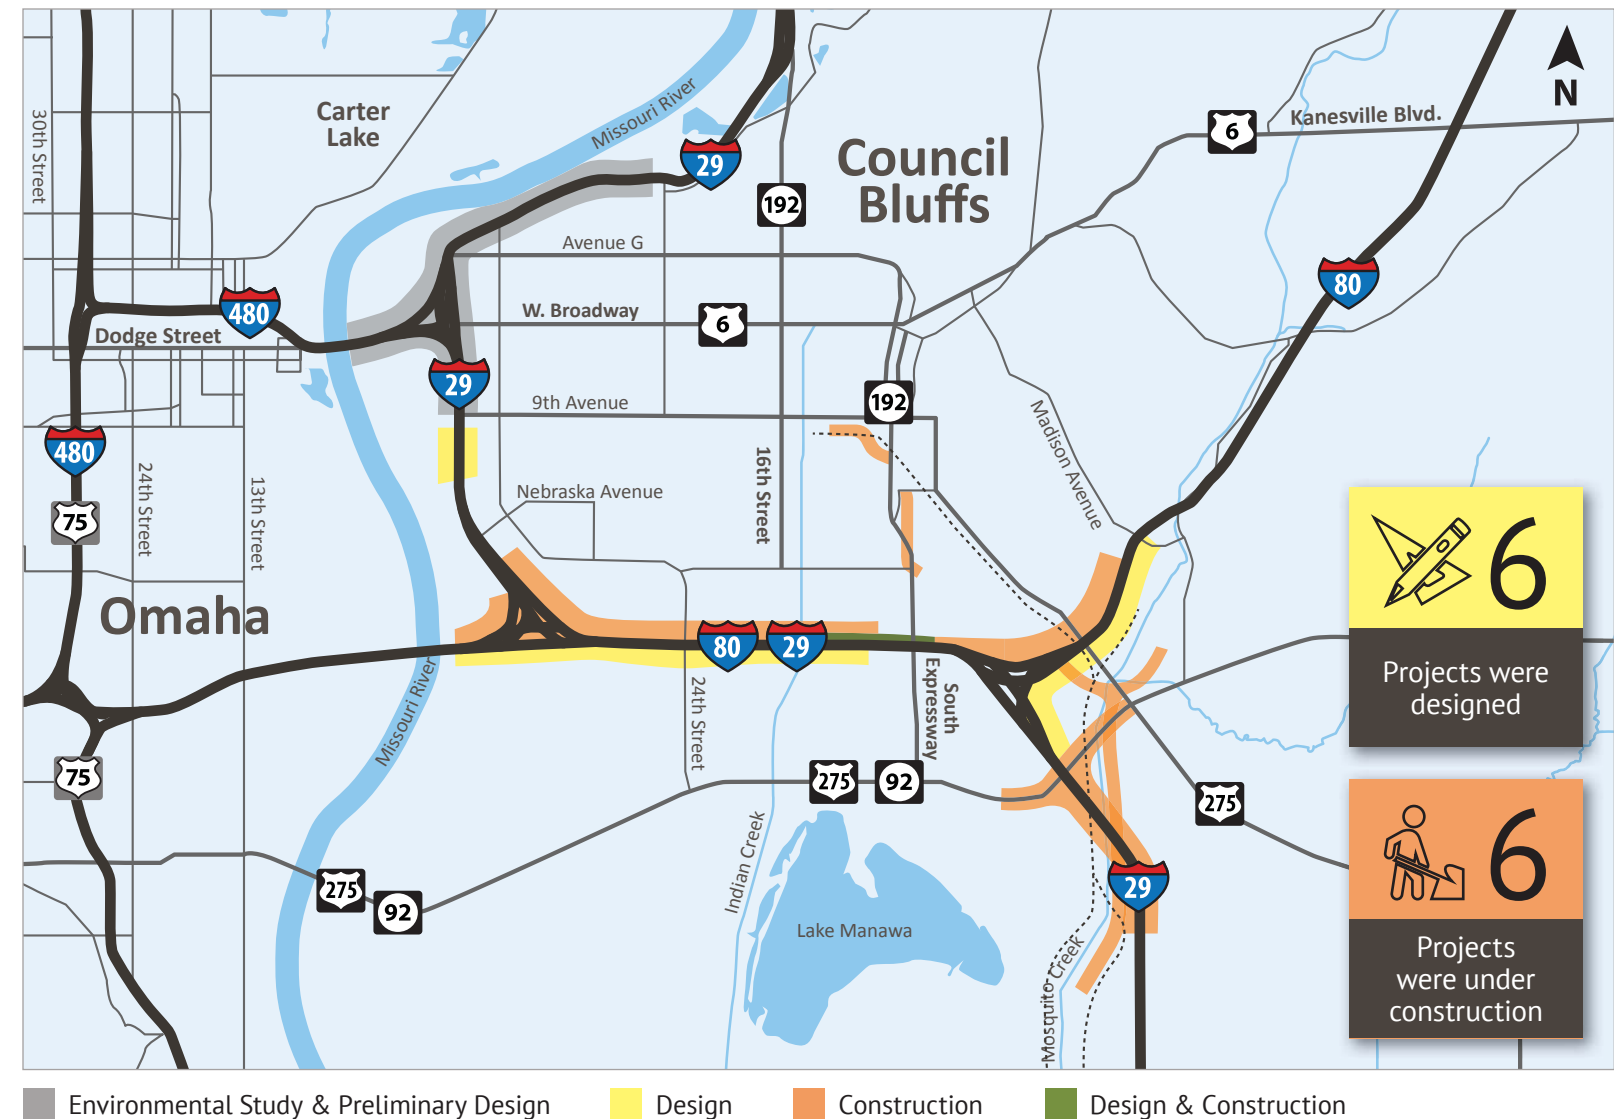 N
Kanesville Blvd.
6
30th Street
Carter
Lake
Missouri River
29
Council
Bluffs
192
Avenue G
80
480
W. Broadway
6
Dodge Street
29
9th Avenue
192
Madison Avenue
480
16th Street
24th Street
13th Street
Nebraska Avenue
75
6
Projects were
designed
Omaha
80
29
Missouri River
24th Street
South
Expressway
75
275
92
275
6
Projects
were under
construction
Indian Creek
275
92
29
Lake Manawa
Mosquito Creek
Environmental Study & Preliminary Design
Design
Construction
Design & Construction